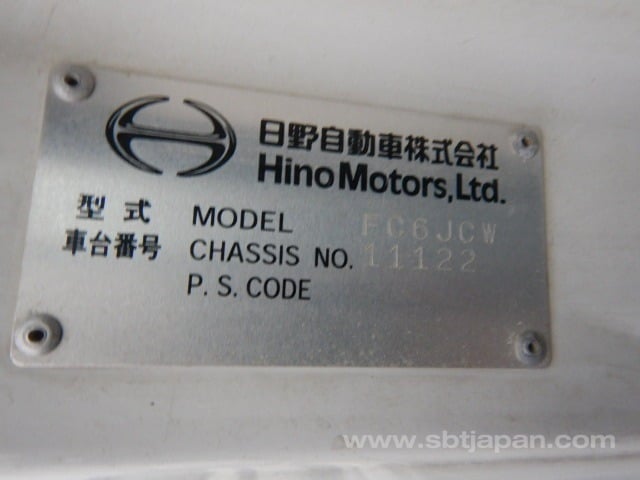 日野自動車株式会社
Hino Motors,Ltd.
型式 MODEL FC6JCW
車台番号 CHASSIS NO. 11122
P. S. CODE
www.sbtjapan.com